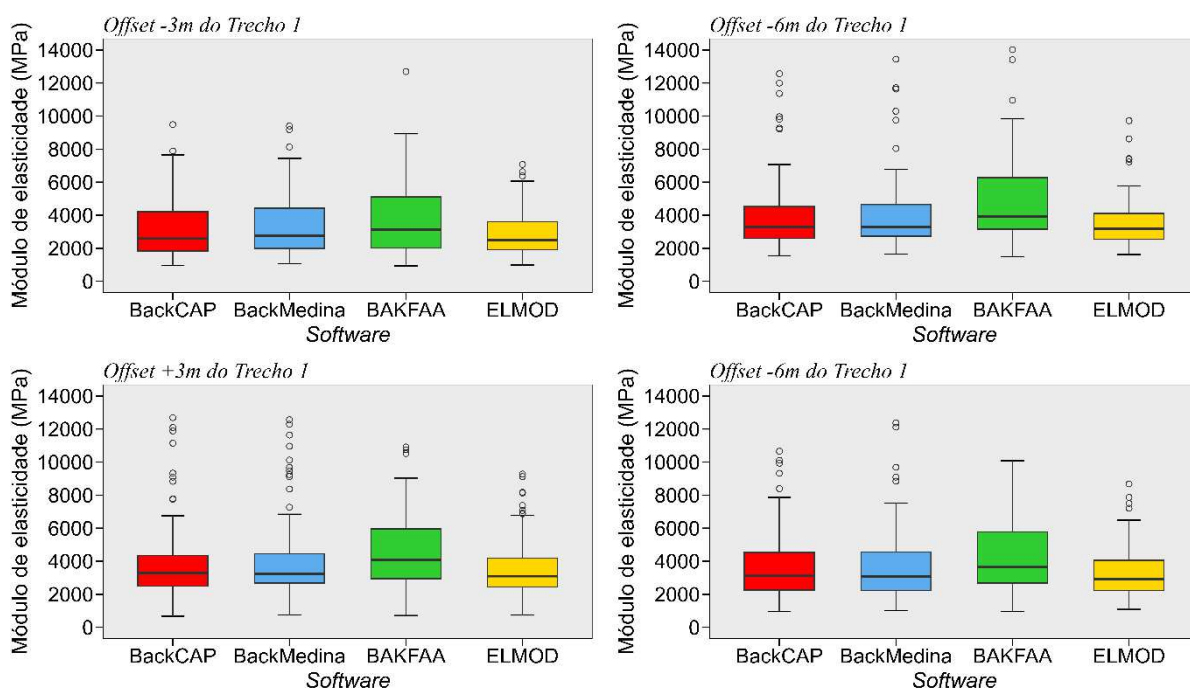 Offset -3m do Trecho 1
Módulo de elasticidade (MPa)
14000
12000
10000
8000
6000
4000
2000
0
BackCAP BackMedina BAKFAA ELMOD
Software
Offset -6m do Trecho 1
Módulo de elasticidade (MPa)
14000
12000
10000
8000
6000
4000
2000
0
BackCAP BackMedina BAKFAA ELMOD
Software
Offset +3m do Trecho 1
Módulo de elasticidade (MPa)
14000
12000
10000
8000
6000
4000
2000
0
BackCAP BackMedina BAKFAA ELMOD
Software
Offset -6m do Trecho 1
Módulo de elasticidade (MPa)
14000
12000
10000
8000
6000
4000
2000
0
BackCAP BackMedina BAKFAA ELMOD
Software